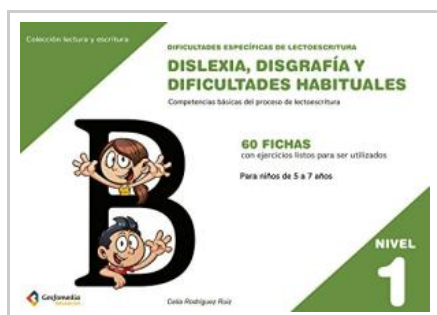 Colección lectura y escritura
DIFICULTADES ESPECÍFICAS DE LECTOESCRITURA
DISLEXIA, DISGRAFÍA Y
DIFICULTADES HABITUALES
Competencias básicas del proceso de lectoescritura
60 FICHAS
con ejercicios listos para ser utilizados
Para niños de 5 a 7 años
B
NIVEL
1
Gesfomedia
Celia Rodríguez Ruiz